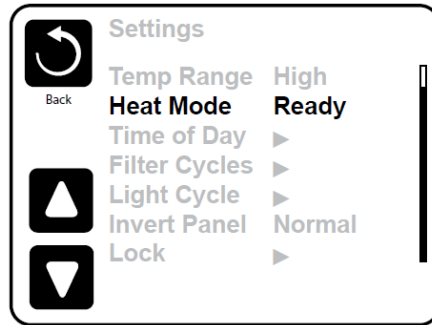 Settings
Back
Temp Range High
Heat Mode Ready
Time of Day
Filter Cycles
Light Cycle
Invert Panel Normal
Lock